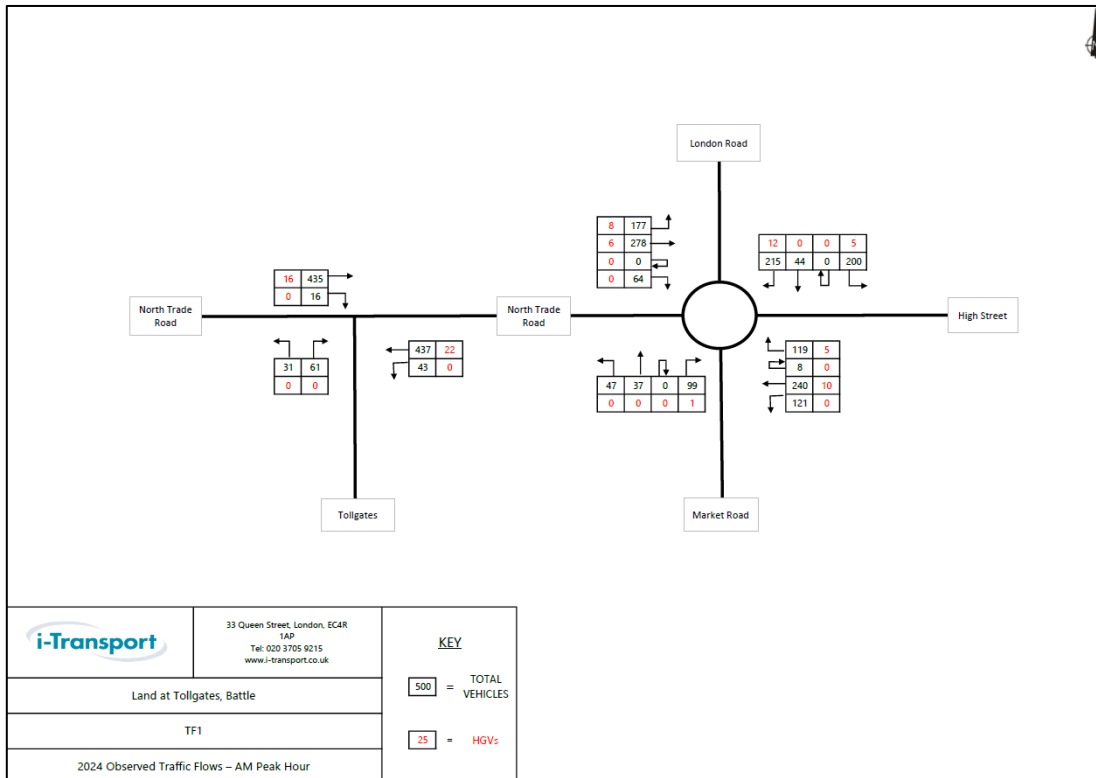 London Road
8 177
6 278
0 0
0 64
12 0 0 5
215 44 0 200
16 435
0 16
North Trade
Road
North Trade
Road
High Street
31 61
0 0
437 22
43 0
47 37 0 99
0 0 0 1
119 5
8 0
240 10
121 0
Tollgates
Market Road
i-Transport
33 Queen Street, London, EC4R
1AP
Tel: 020 3705 9215
www.i-transport.co.uk
Land at Tollgates, Battle
TF1
2024 Observed Traffic Flows – AM Peak Hour
KEY
500 = TOTAL
VEHICLES
25 = HGVs